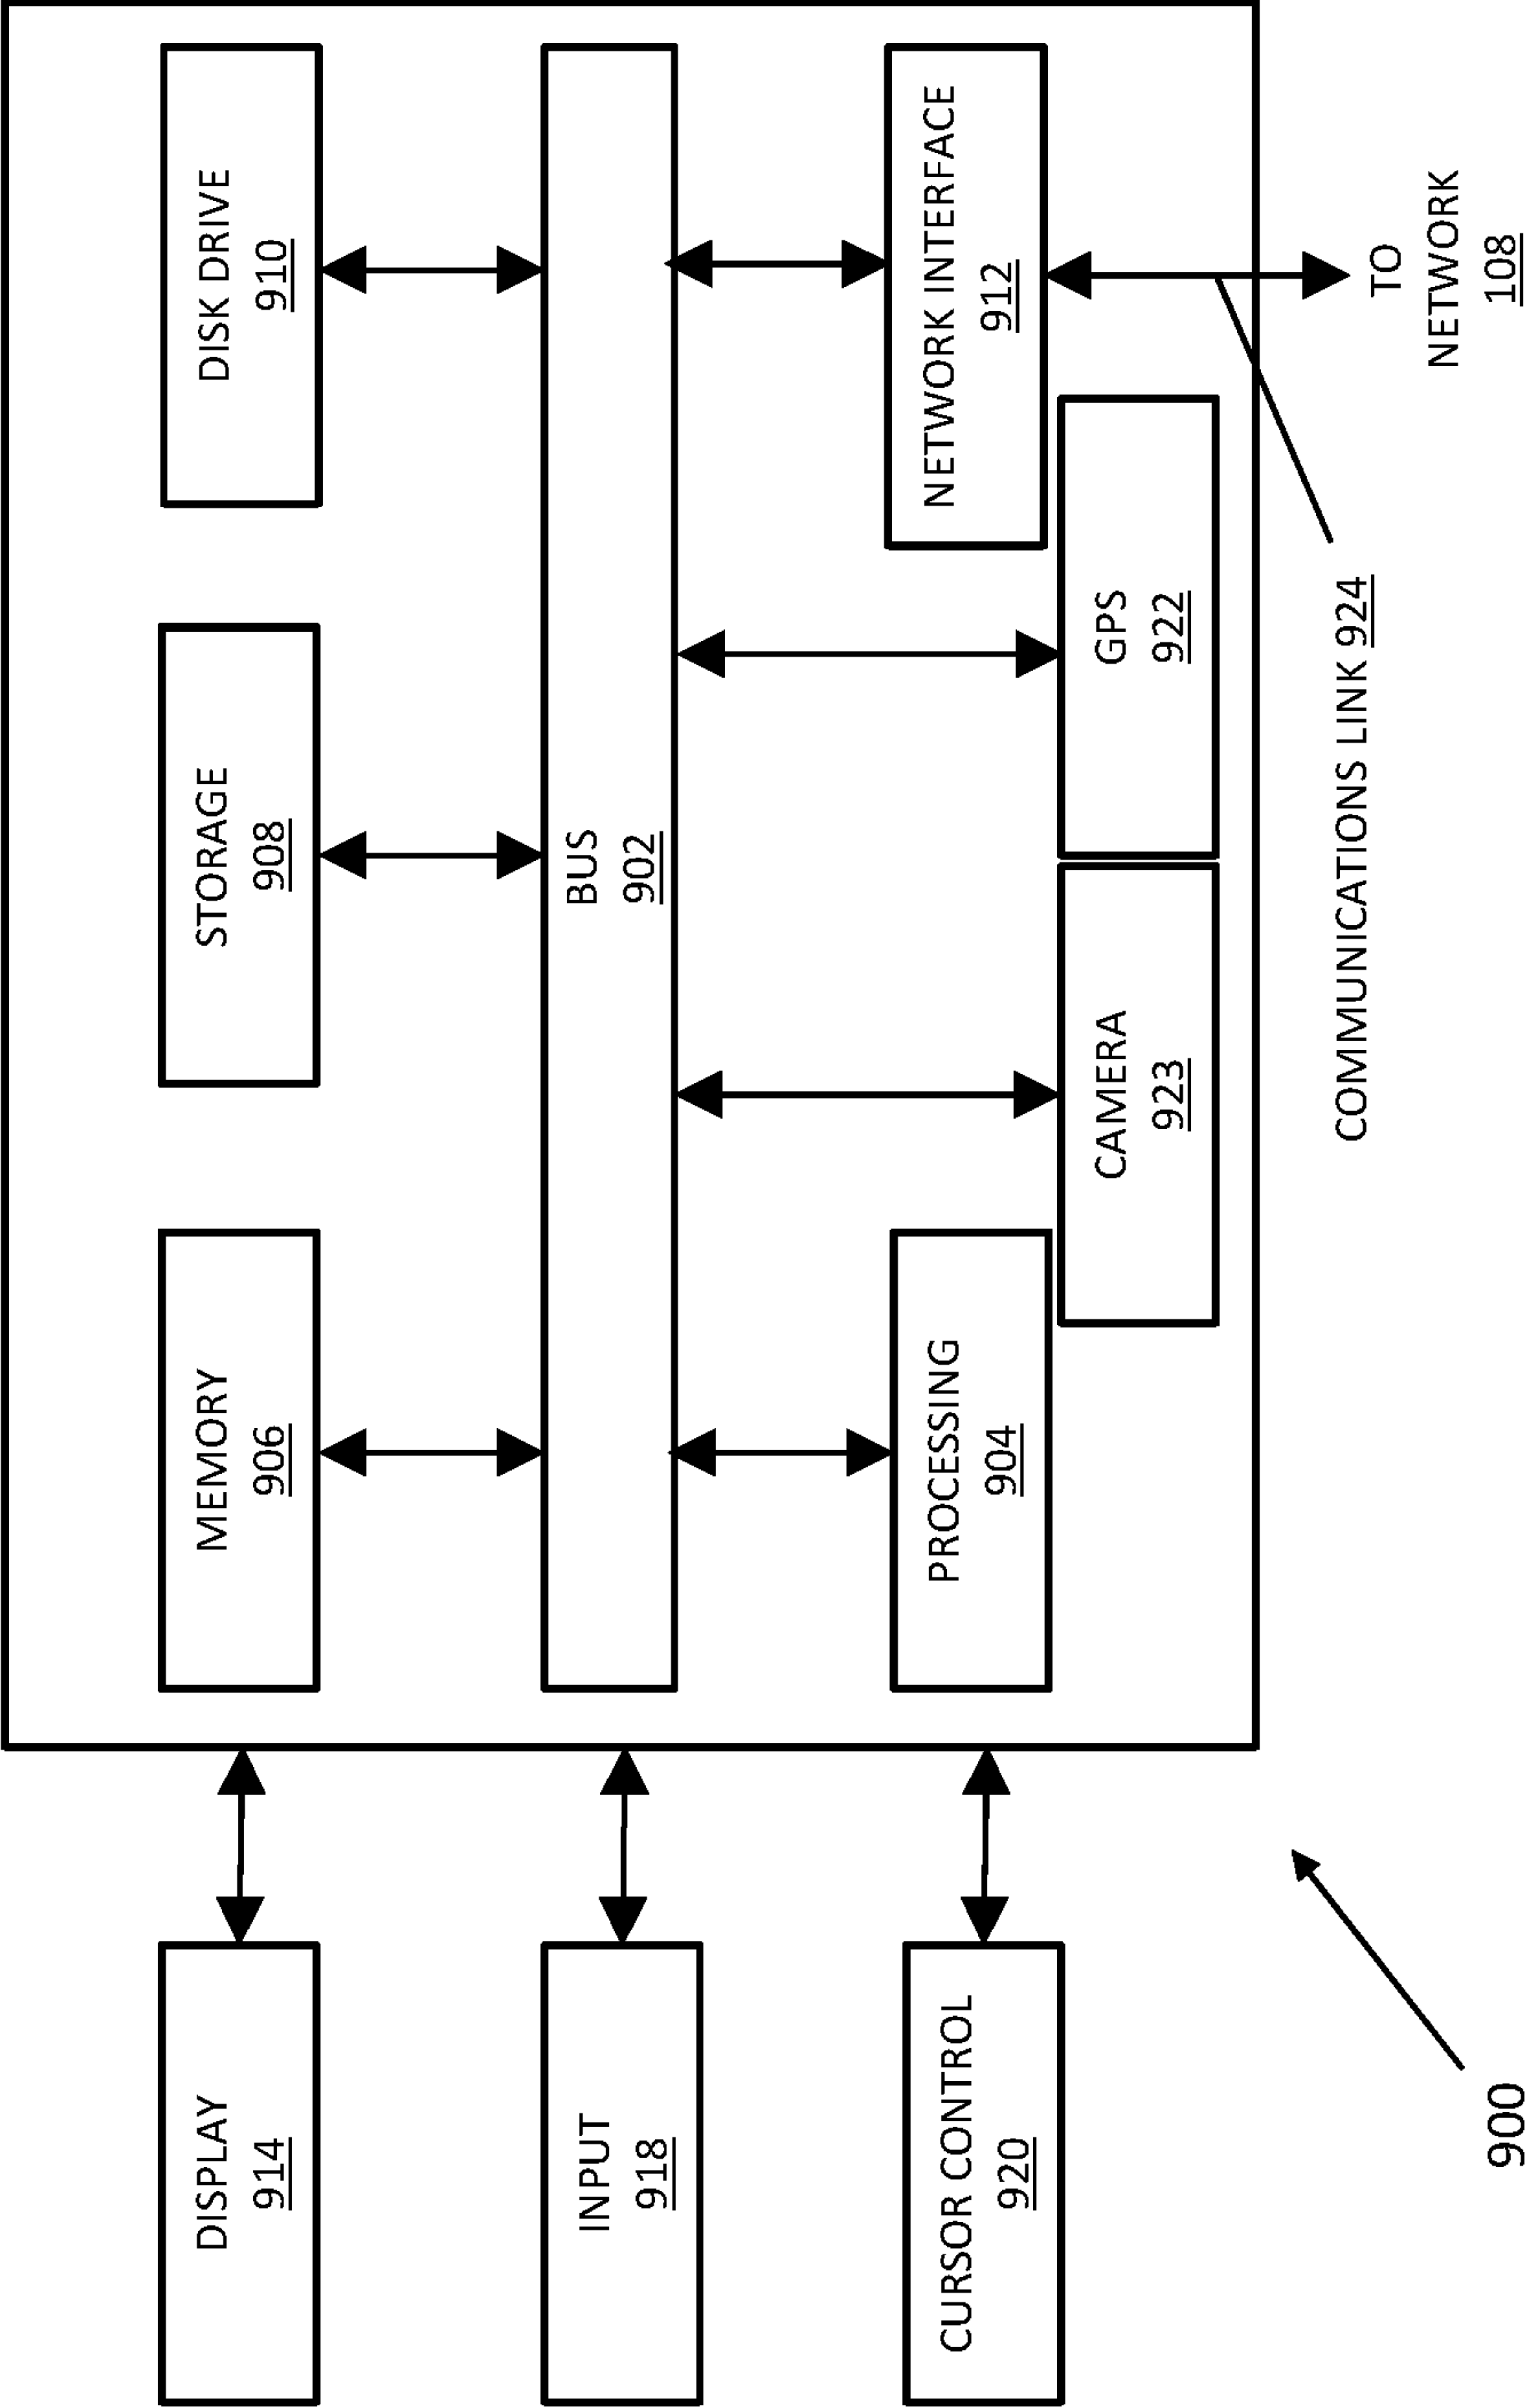 DISPLAY
914
MEMORY
906
STORAGE
908
DISK DRIVE
910
INPUT
918
BUS
902
CURSOR CONTROL
920
PROCESSING
904
NETWORK INTERFACE
912
CAMERA
923
GPS
922
COMMUNICATIONS LINK 924
TO
NETWORK
108
900